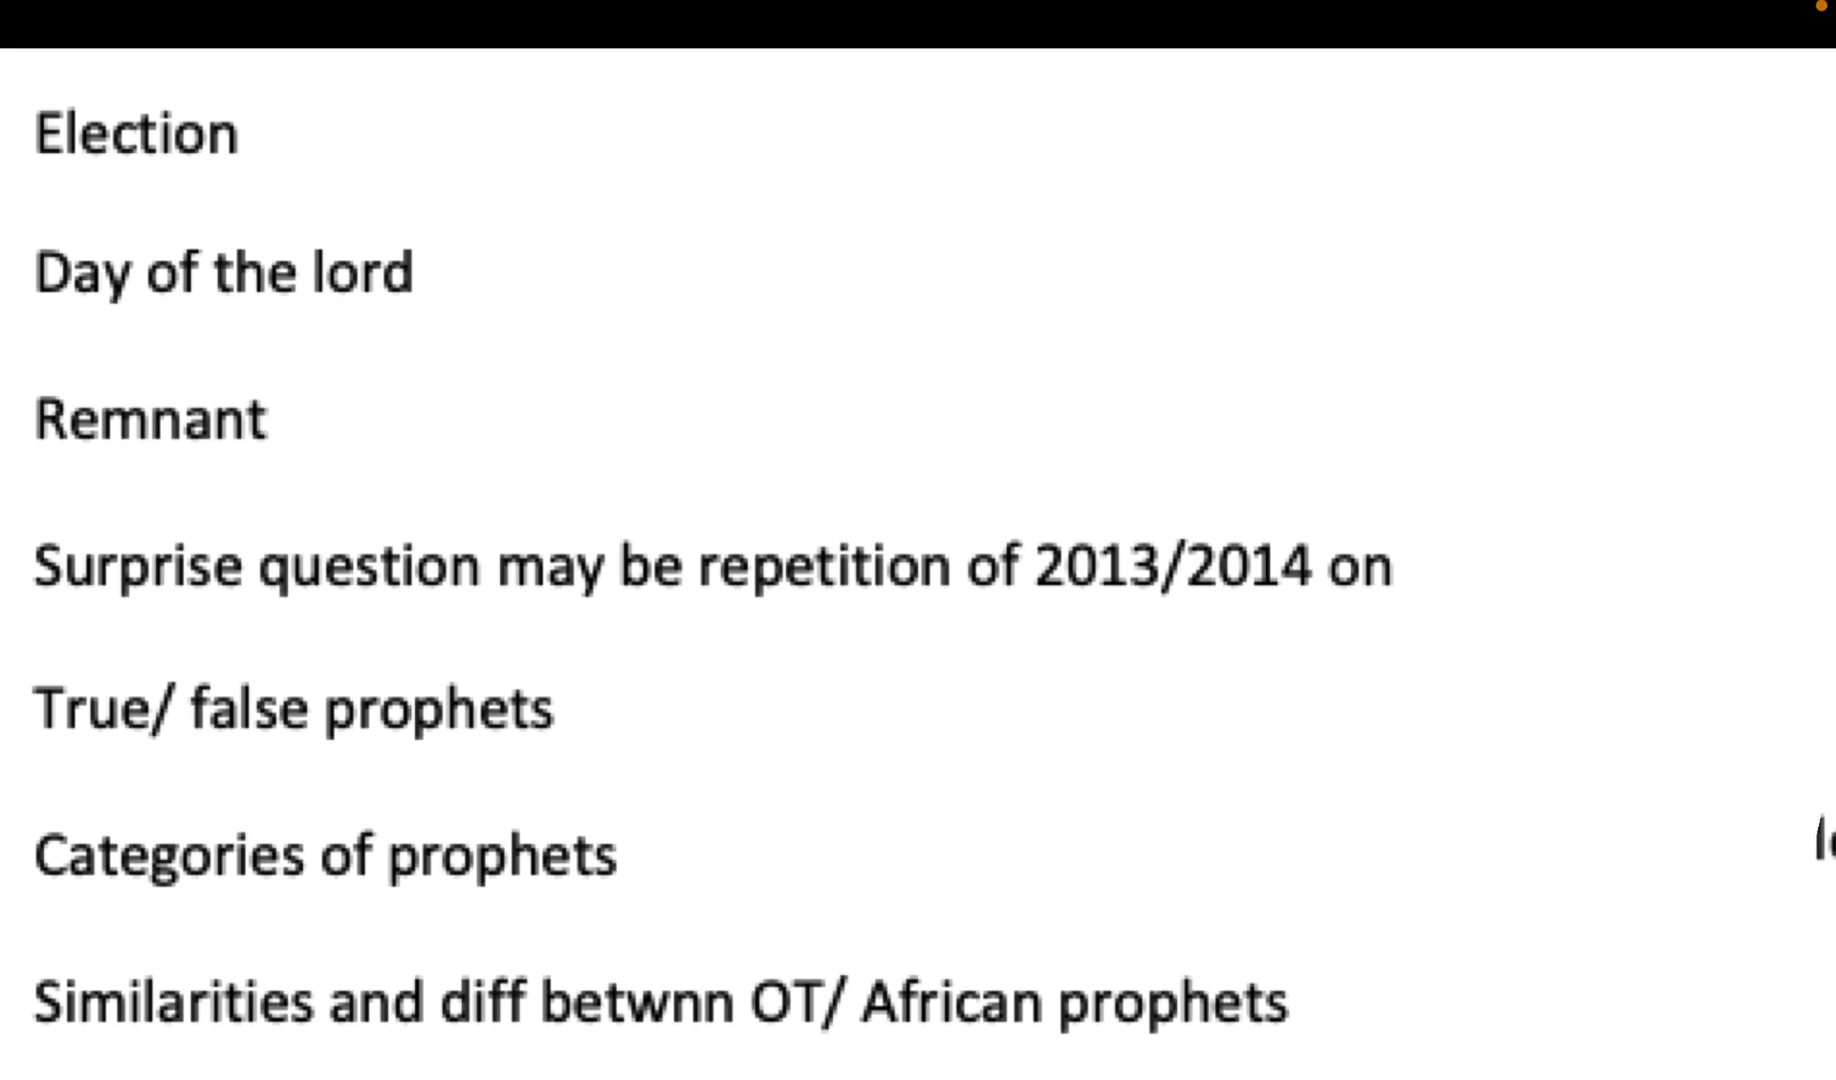 Election
Day of the lord
Remnant
Surprise question may be repetition of 2013/2014 on
True/ false prophets
Categories of prophets
Similarities and diff betwnn OT/ African prophets